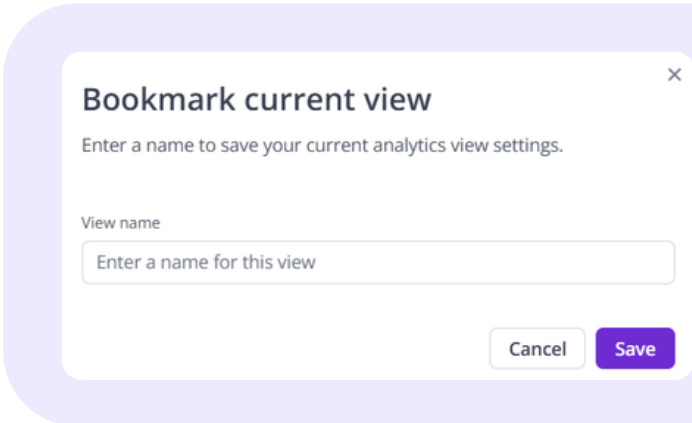 Bookmark current view
Enter a name to save your current analytics view settings.
View name
Enter a name for this view
Cancel
Save